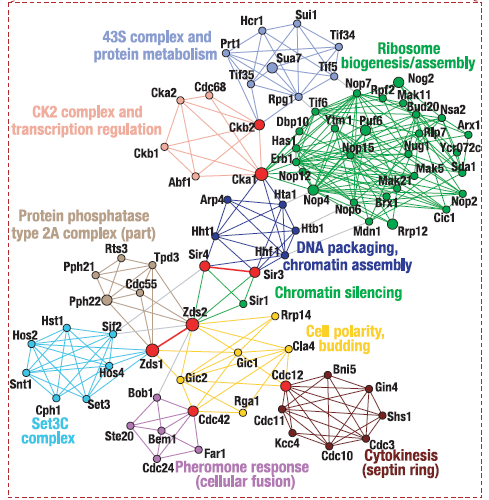 Sui1
Hcr1
43S complex and
protein metabolism
Tif34
Prt1
Sua7
Ribosome
biogenesis/assembly
Tif5
Tif35
Nop7
Nog2
Rpf2
Mak11
Cka2
Cdc68
Rpg1
Tif6
Bud20
Nsa2
CK2 complex and
transcription regulation
Ckb2
Dbp10
Ytm1
Puf6
Rlp7
Arx1
Has1
Nug1
Ycr072c
Ckb1
Erb1
Nop15
Mak5
Sda1
Abf1
Cka1
Nop12
Mak21
Arp4
Hta1
Nop4
Nop6
Brx1
Nop2
Cic1
Protein phosphatase
type 2A complex (part)
Hht1
Htb1
Mdn1
Rrp12
Rts3
Tpd3
Hhf1
DNA packaging,
chromatin assembly
Pph21
Sir4
Sir3
Cdc55
Chromatin silencing
Pph22
Sir1
Zds2
Rrp14
Hst1
Sif2
Cell polarity,
budding
Hos2
Cla4
Zds1
Gic1
Hos4
Snt1
Gic2
Cdc12
Bni5
Gin4
Cph1
Set3
Bob1
Rga1
Cdc11
Shs1
Set3C
complex
Cdc42
Ste20
Bem1
Kcc4
Cdc10
Cdc3
Far1
Cdc24
Cytokinesis
(septin ring)
Pheromone response
(cellular fusion)